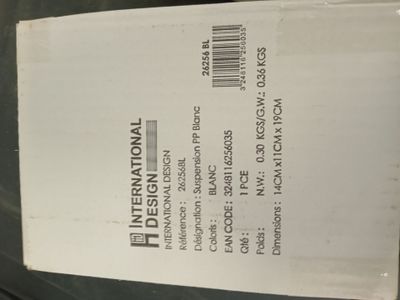 INTERNATIONAL
DESIGN
INTERNATIONAL DESIGN
Référence : 26256BL
Désignation : Suspension PP Blanc
Coloris : BLANC
EAN CODE : 3248116256035
Qté : 1 PCE
Poids : N.W.: 0.30 KGS/G.W.: 0.36 KGS
Dimensions : 14CM x11CM x 19CM
26256 BL
3248116256035